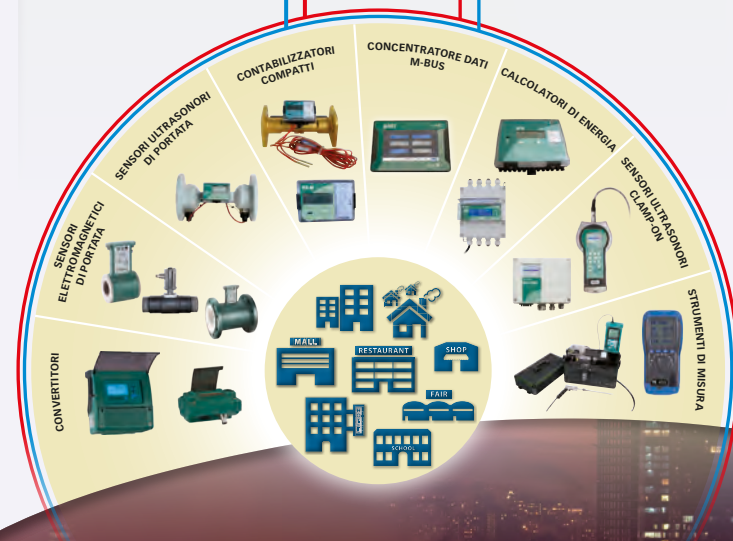 CONVERTITORI
SENSORI
ELETTROMAGNETICI
DI PORTATA
SENSORI ULTRASONORI
DI PORTATA
CONTABILIZZATORI
COMPATTI
CONCENTRATORE DATI
M-BUS
CALCOLATORI DI ENERGIA
SENSORI ULTRASONORI
CLAMP-ON
STRUMENTI DI MISURA
MALL
RESTAURANT
SHOP
FAIR
SCHOOL